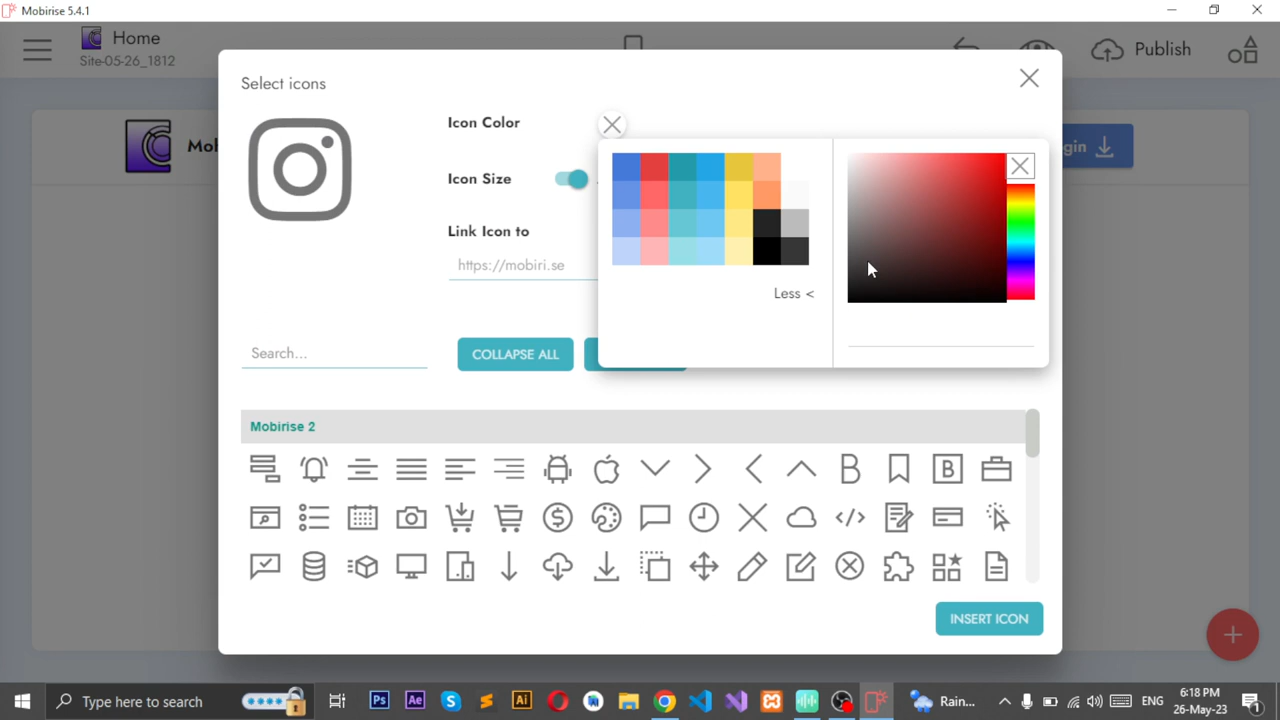 Mobirise 5.4.1
Home
Site-05-26_1812
Publish
Select icons
Icon Color
Icon Size
Link Icon to
https://mobiri.se
Less <
Search...
COLLAPSE ALL
Mobirise 2
INSERT ICON
Type here to search
Rain...
ENG
6:18 PM
26-May-23